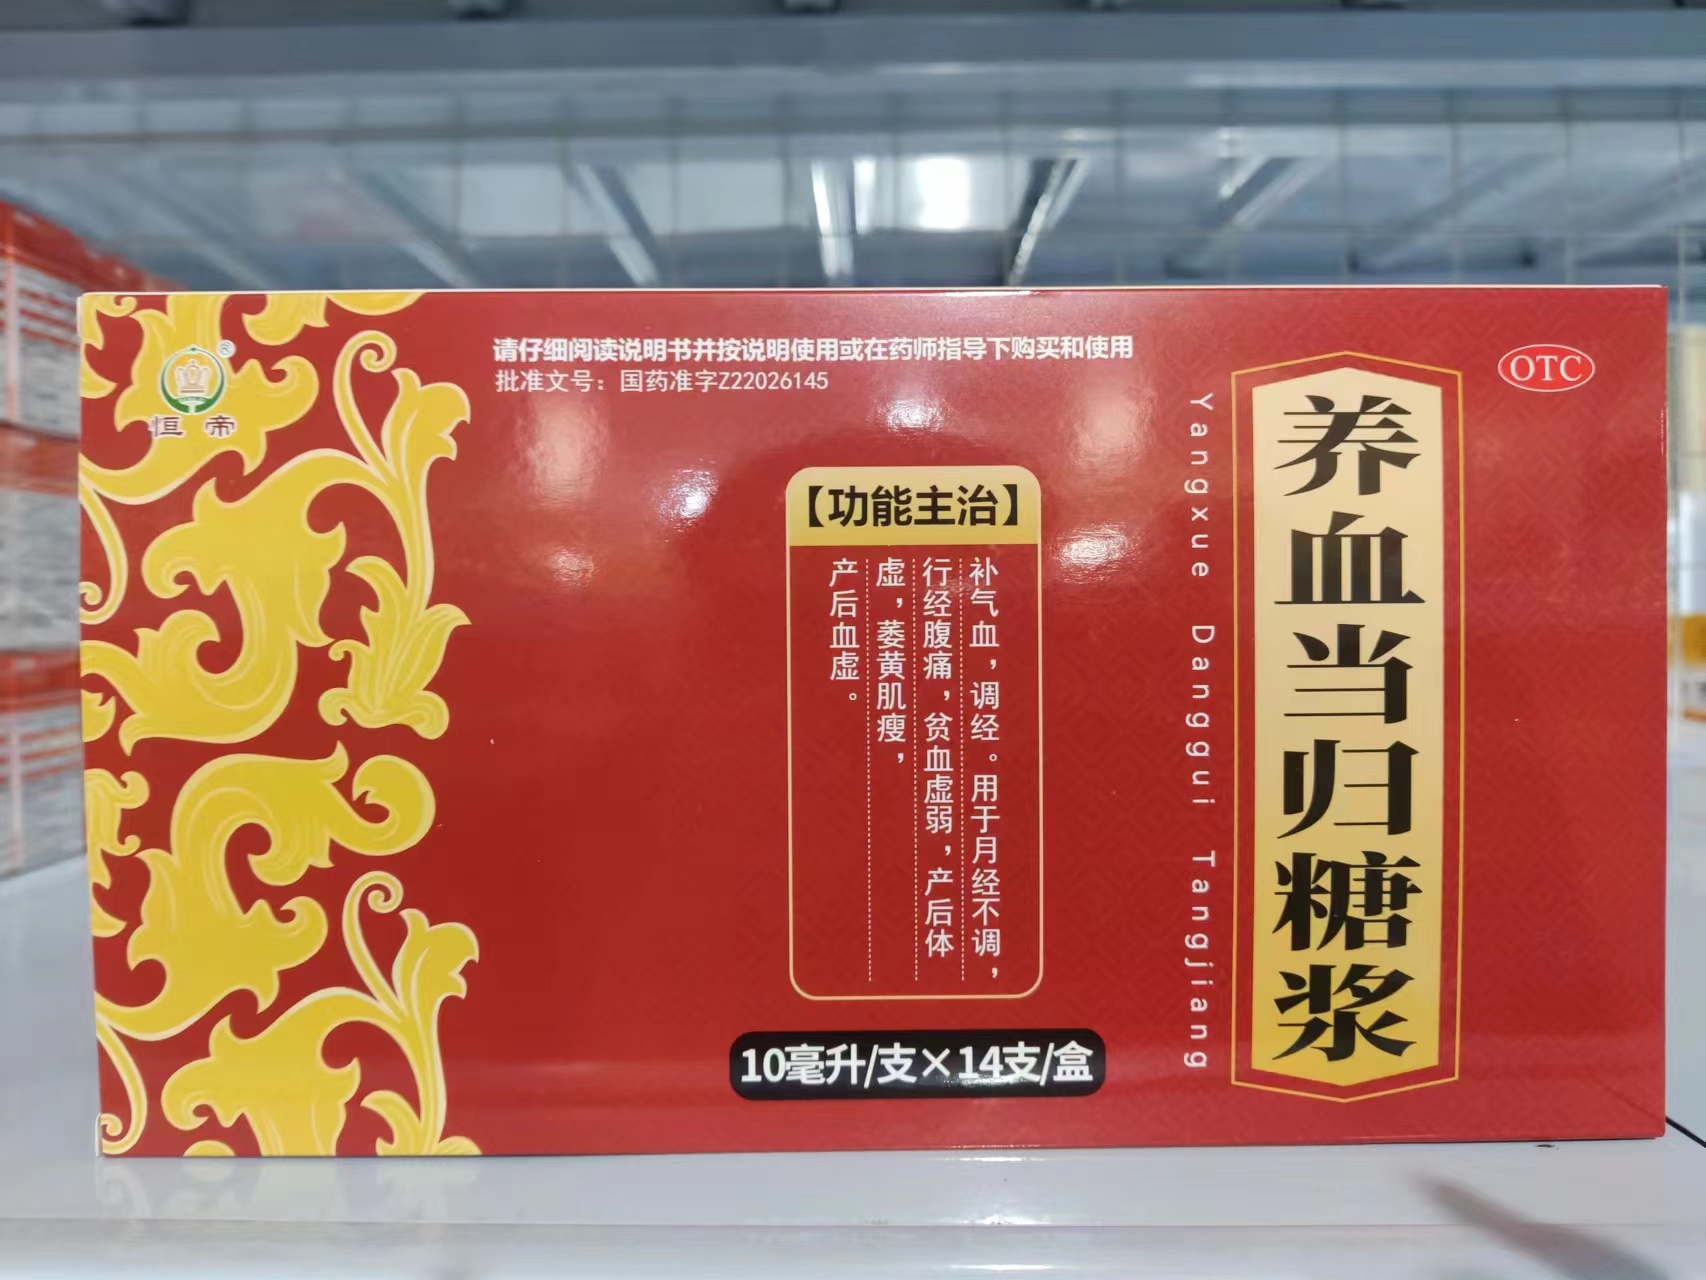 恒帝
®
请仔细阅读说明书并按说明使用或在药师指导下购买和使用
批准文号：国药准字Z22026145
OTC
养血当归糖浆
Yangxue Danggui Tangjiang
【功能主治】
补气血，调经。用于月经不调，
行经腹痛，贫血虚弱，产后体
虚，萎黄肌瘦，
产后血虚。
10毫升/支×14支/盒